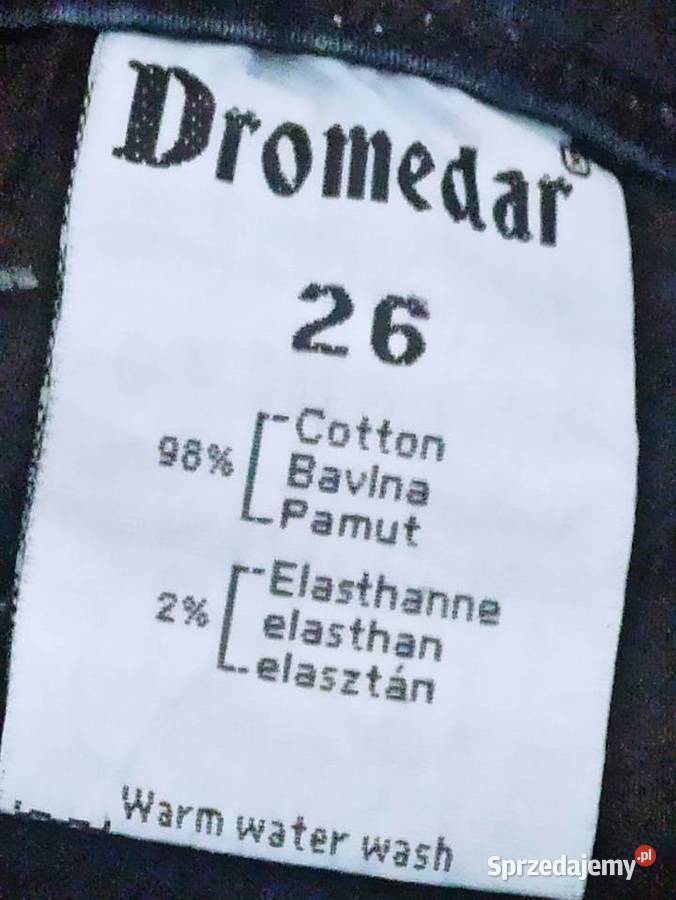 Dromedar®
26
98%
Cotton
Bavlna
Pamut
2%
Elasthanne
elasthan
elasztán
Warm water wash
Sprzedajemy.pl